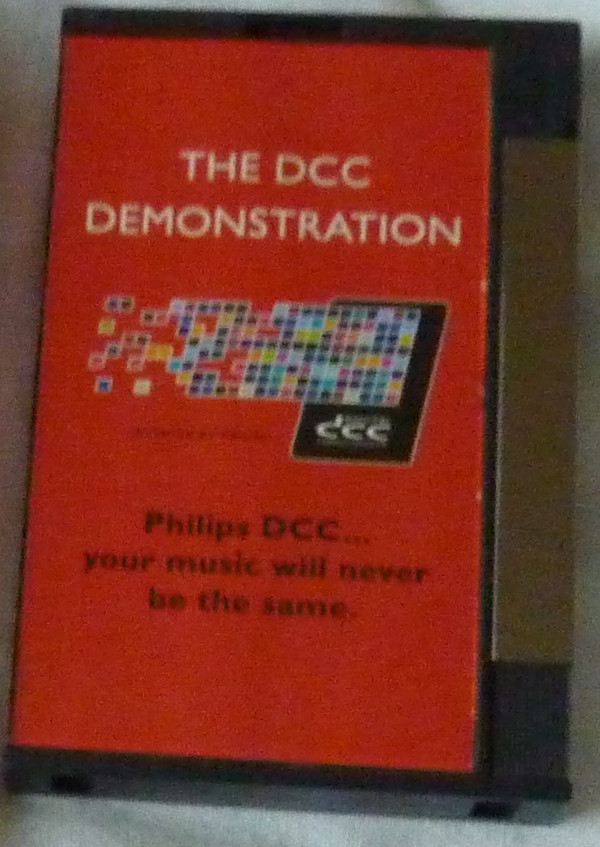 THE DCC
DEMONSTRATION
dcc
Philips DCC...
your music will never
be the same.